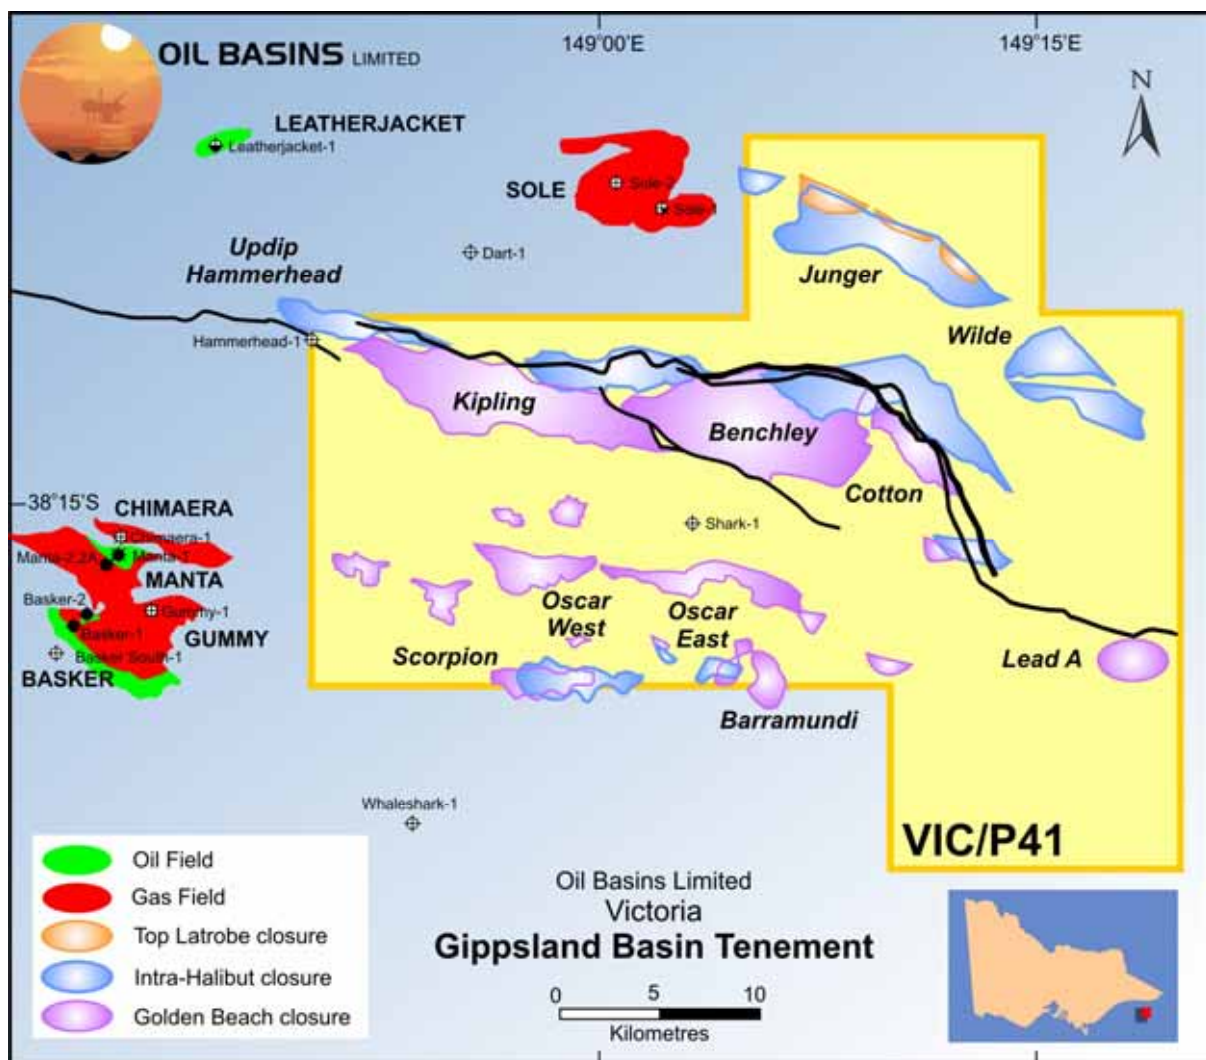 OIL BASINS LIMITED
149°00'E
149°15'E
N
LEATHERJACKET
Leatherjacket-1
SOLE
Sole-2
Sole-1
Updip
Hammerhead
Dart-1
Junger
Hammerhead-1
Wilde
Kipling
Benchley
Cotton
38°15'S
CHIMAERA
Chimaera-1
Manta-2,2A
Manta-1
MANTA
Shark-1
Basker-2
Gummy-1
Basker-1
GUMMY
Basker South-1
BASKER
Oscar
West
Oscar
East
Scorpion
Lead A
Barramundi
Whaleshark-1
VIC/P41
Oil Field
Gas Field
Top Latrobe closure
Intra-Halibut closure
Golden Beach closure
Oil Basins Limited
Victoria
Gippsland Basin Tenement
0 5 10
Kilometres